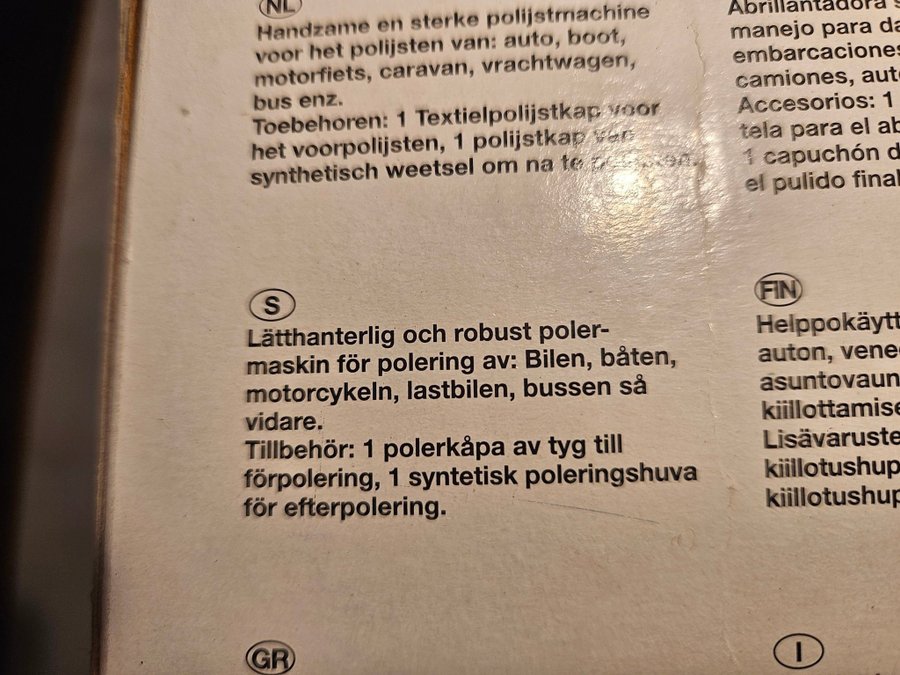 NL
Handzame en sterke polijstmachine
voor het polijsten van: auto, boot,
motorfiets, caravan, vrachtwagen,
bus enz.
Toebehoren: 1 Textielpolijstkap voor
het voorpolijsten, 1 polijstkap van
synthetisch weetsel om na te
Abrillantadora
manejo para
embarcaciones
camiones,
Accesorios: 1
tela para el
1 capuchón
el pulido final
S
Lätthanterlig och robust poler-
maskin för polering av: Bilen, båten,
motorcykeln, lastbilen, bussen så
vidare.
Tillbehör: 1 polerkåpa av tyg till
förpolering, 1 syntetisk poleringshuva
för efterpolering.
FIN
Helppokäytt
auton, vene
asuntovaun
kiillottamise
Lisävaruste
kiillotushup
kiillotushup
GR
I